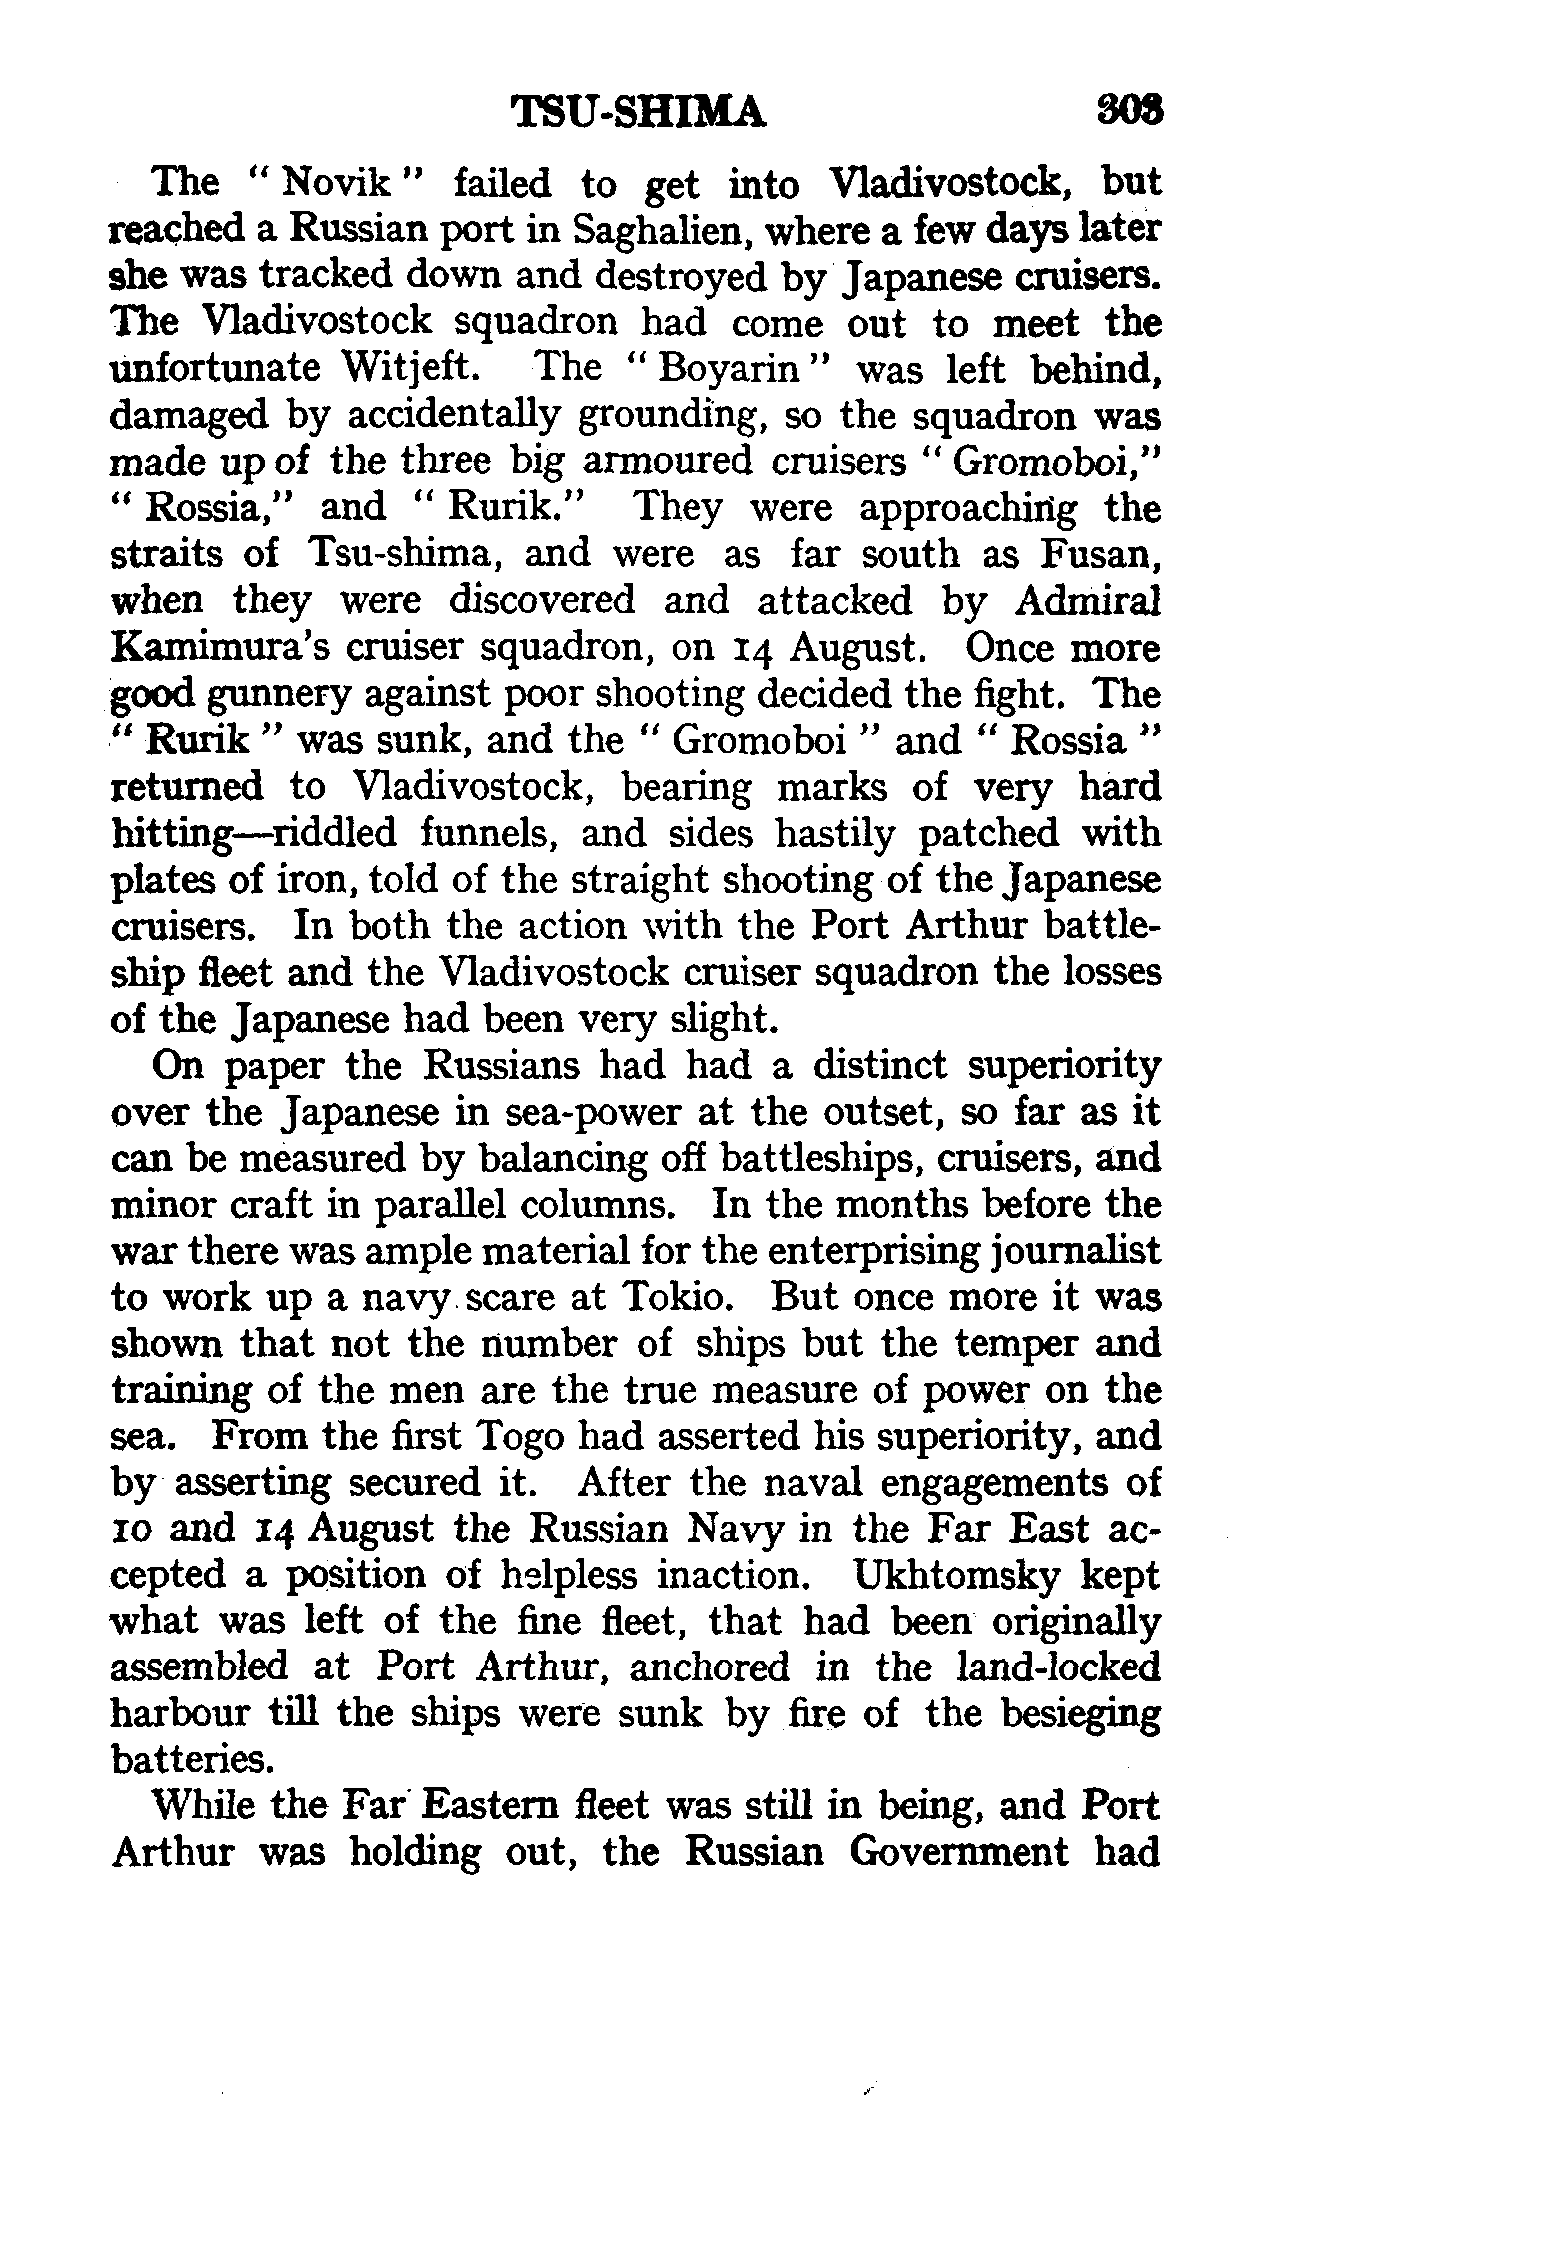 TSU-SHIMA 303
The " Novik " failed to get into Vladivostock, but
reached a Russian port in Saghalien, where a few days later
she was tracked down and destroyed by Japanese cruisers.
The Vladivostock squadron had come out to meet the
unfortunate Witjeft. The " Boyarin " was left behind,
damaged by accidentally grounding, so the squadron was
made up of the three big armoured cruisers " Gromoboi,"
" Rossia," and " Rurik." They were approaching the
straits of Tsu-shima, and were as far south as Fusan,
when they were discovered and attacked by Admiral
Kamimura's cruiser squadron, on 14 August. Once more
good gunnery against poor shooting decided the fight. The
" Rurik " was sunk, and the " Gromoboi " and " Rossia "
returned to Vladivostock, bearing marks of very hard
hitting—riddled funnels, and sides hastily patched with
plates of iron, told of the straight shooting of the Japanese
cruisers. In both the action with the Port Arthur battle-
ship fleet and the Vladivostock cruiser squadron the losses
of the Japanese had been very slight.
On paper the Russians had had a distinct superiority
over the Japanese in sea-power at the outset, so far as it
can be measured by balancing off battleships, cruisers, and
minor craft in parallel columns. In the months before the
war there was ample material for the enterprising journalist
to work up a navy scare at Tokio. But once more it was
shown that not the number of ships but the temper and
training of the men are the true measure of power on the
sea. From the first Togo had asserted his superiority, and
by asserting secured it. After the naval engagements of
10 and 14 August the Russian Navy in the Far East ac-
cepted a position of helpless inaction. Ukhtomsky kept
what was left of the fine fleet, that had been originally
assembled at Port Arthur, anchored in the land-locked
harbour till the ships were sunk by fire of the besieging
batteries.
While the Far Eastern fleet was still in being, and Port
Arthur was holding out, the Russian Government had